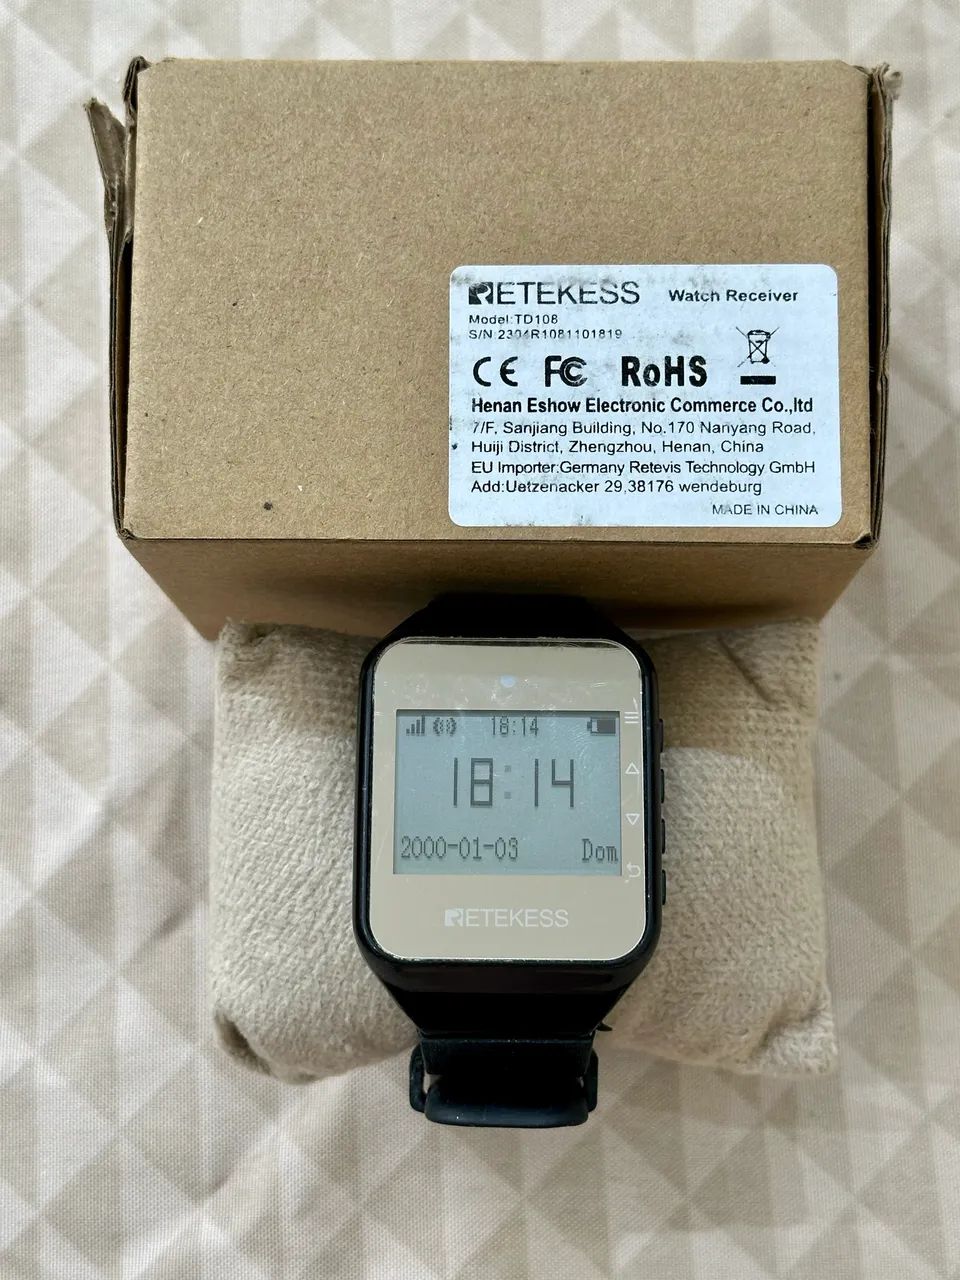 RETEKESS Watch Receiver
Model:TD108
S/N:2304R1081101819
CE FC RoHS
Henan Eshow Electronic Commerce Co.,ltd
7/F, Sanjiang Building, No.170 Nanyang Road,
Huiji District, Zhengzhou, Henan, China
EU Importer:Germany Retevis Technology GmbH
Add:Uetzenacker 29,38176 wendeburg
MADE IN CHINA
18:14
18:14
2000-01-03 Dom
RETEKESS